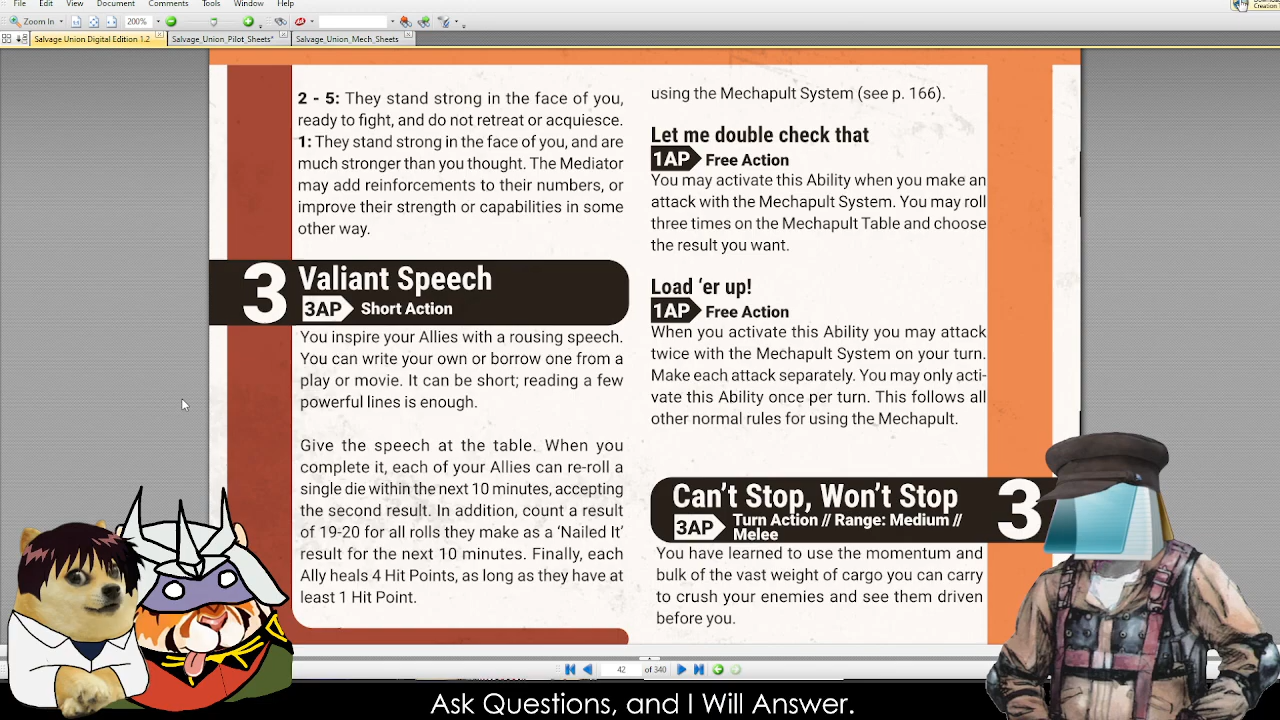 File Edit View Document Comments Tools Window Help
Zoom In 200%
Salvage Union Digital Edition 1.2 Salvage_Union_Pilot_Sheets* Salvage_Union_Mech_Sheets
2 - 5: They stand strong in the face of you,
ready to fight, and do not retreat or acquiesce.
1: They stand strong in the face of you, and are
much stronger than you thought. The Mediator
may add reinforcements to their numbers, or
improve their strength or capabilities in some
other way.
3 Valiant Speech
3AP Short Action
You inspire your Allies with a rousing speech.
You can write your own or borrow one from a
play or movie. It can be short; reading a few
powerful lines is enough.
Give the speech at the table. When you
complete it, each of your Allies can re-roll a
single die within the next 10 minutes, accepting
the second result. In addition, count a result
of 19-20 for all rolls they make as a ‘Nailed It’
result for the next 10 minutes. Finally, each
Ally heals 4 Hit Points, as long as they have at
least 1 Hit Point.
using the Mechapult System (see p. 166).
Let me double check that
1AP Free Action
You may activate this Ability when you make an
attack with the Mechapult System. You may roll
three times on the Mechapult Table and choose
the result you want.
Load ‘er up!
1AP Free Action
When you activate this Ability you may attack
twice with the Mechapult System on your turn.
Make each attack separately. You may only acti-
vate this Ability once per turn. This follows all
other normal rules for using the Mechapult.
Can’t Stop, Won’t Stop 3
3AP Turn Action // Range: Medium //
Melee
You have learned to use the momentum and
bulk of the vast weight of cargo you can carry
to crush your enemies and see them driven
before you.
42 of 340
Ask Questions, and I Will Answer.